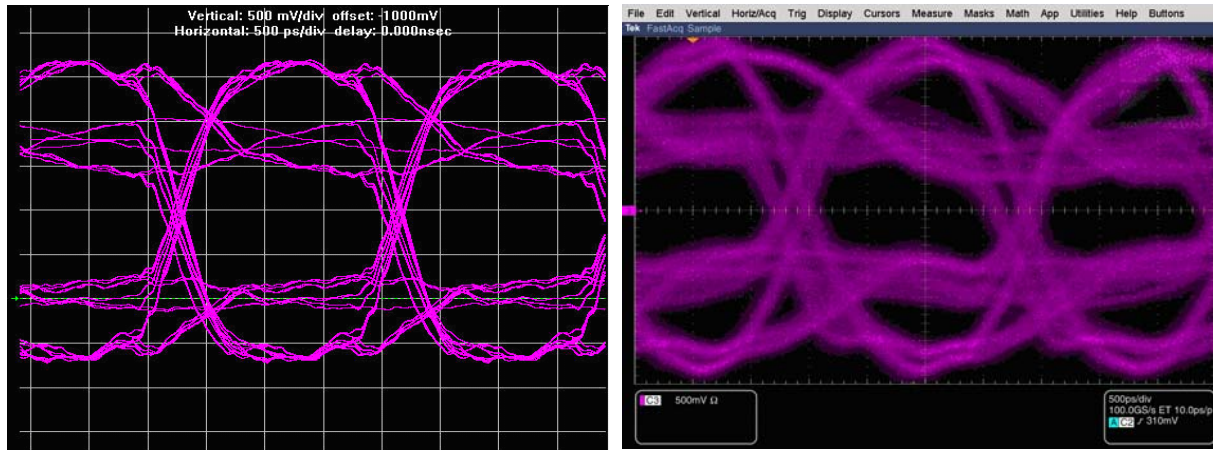 Vertical: 500 mV/div offset: -1000mV
Horizontal: 500 ps/div delay: 0.000nsec
File Edit Vertical Horiz/Acq Trig Display Cursors Measure Masks Math App Utilities Help Buttons
Tek FastAcq Sample
C3 500mV Ω
500ps/div
100.0GS/s ET 10.0ps/p
A C2 / 310mV